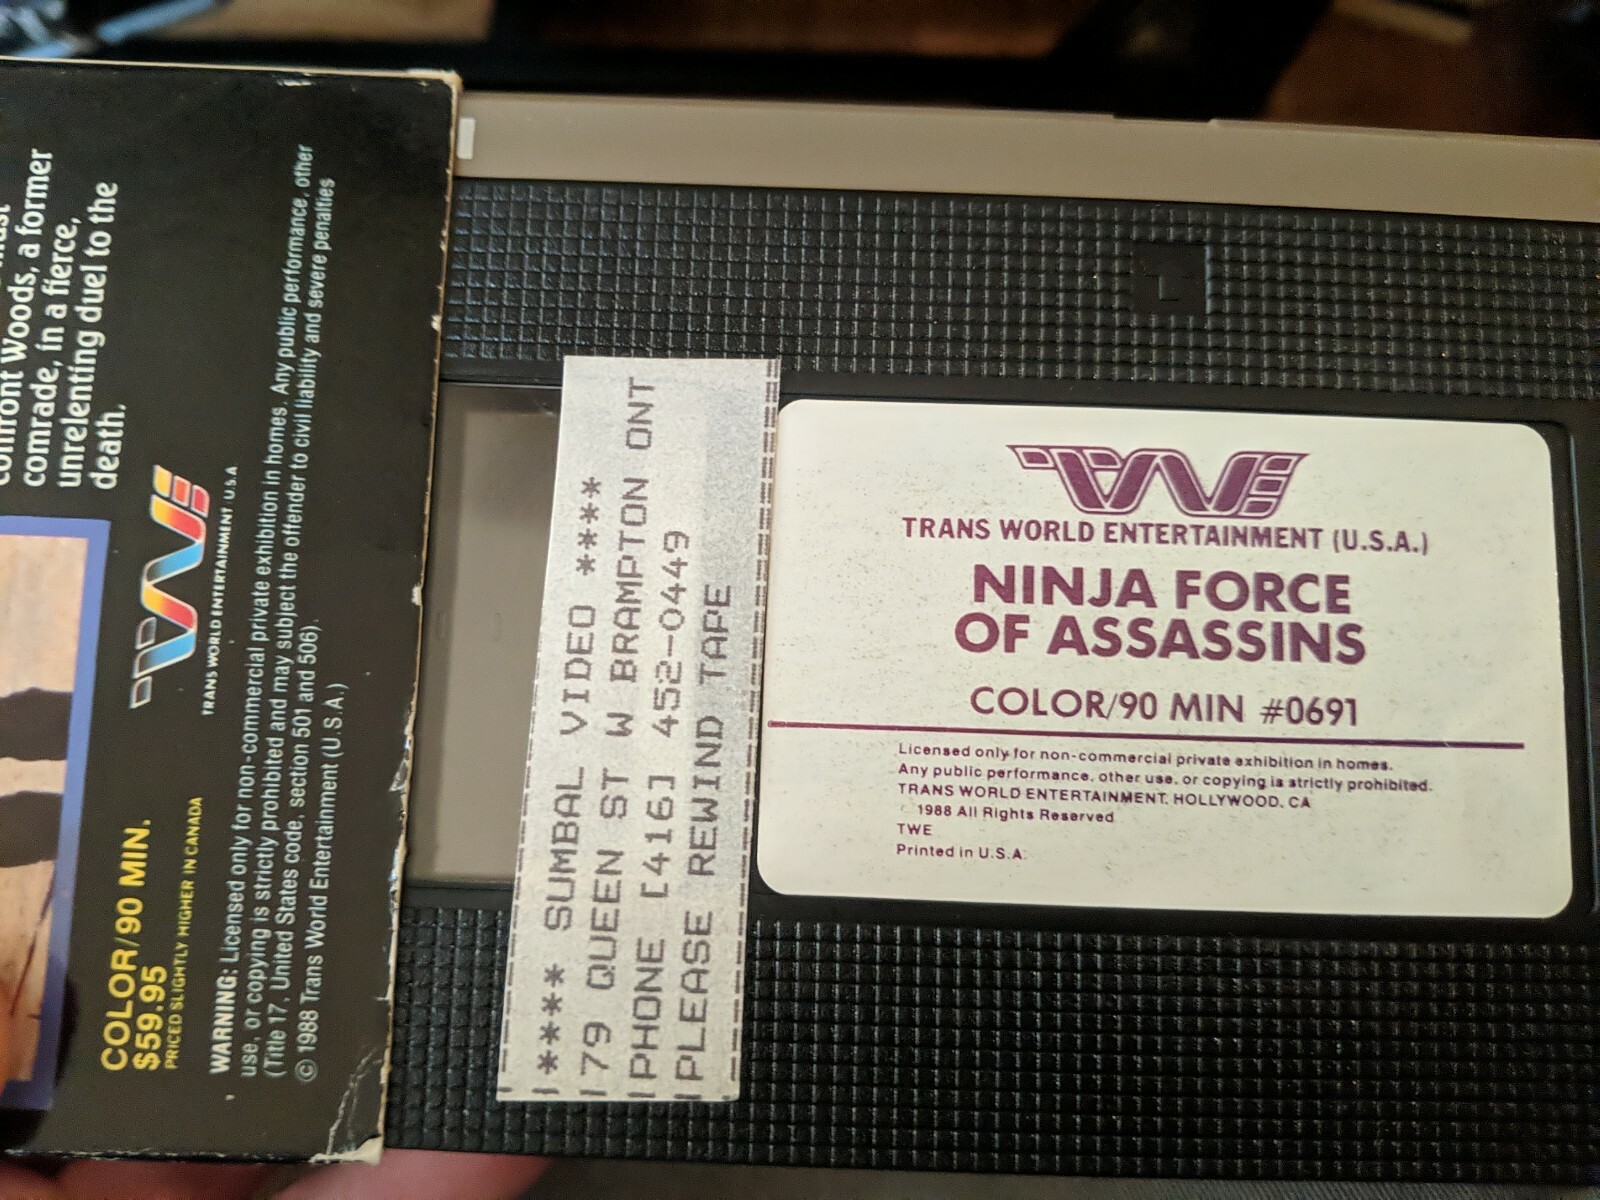 confront Woods, a former
comrade, in a fierce,
unrelenting duel to the
death.
TWE
TRANS WORLD ENTERTAINMENT U.S.A
COLOR/90 MIN.
$59.95
PRICED SLIGHTLY HIGHER IN CANADA
WARNING: Licensed only for non-commercial private exhibition in homes. Any public performance, other
use, or copying is strictly prohibited and may subject the offender to civil liability and severe penalties
(Title 17, United States code, section 501 and 506).
© 1988 Trans World Entertainment (U.S.A.)
**** SUMBAL VIDEO ****
79 QUEEN ST W BRAMPTON ONT
PHONE [416] 452-0449
PLEASE REWIND TAPE
TWE
TRANS WORLD ENTERTAINMENT (U.S.A.)
NINJA FORCE
OF ASSASSINS
COLOR/90 MIN #0691
Licensed only for non-commercial private exhibition in homes.
Any public performance, other use, or copying is strictly prohibited.
TRANS WORLD ENTERTAINMENT, HOLLYWOOD, CA
1988 All Rights Reserved
TWE
Printed in U.S.A.